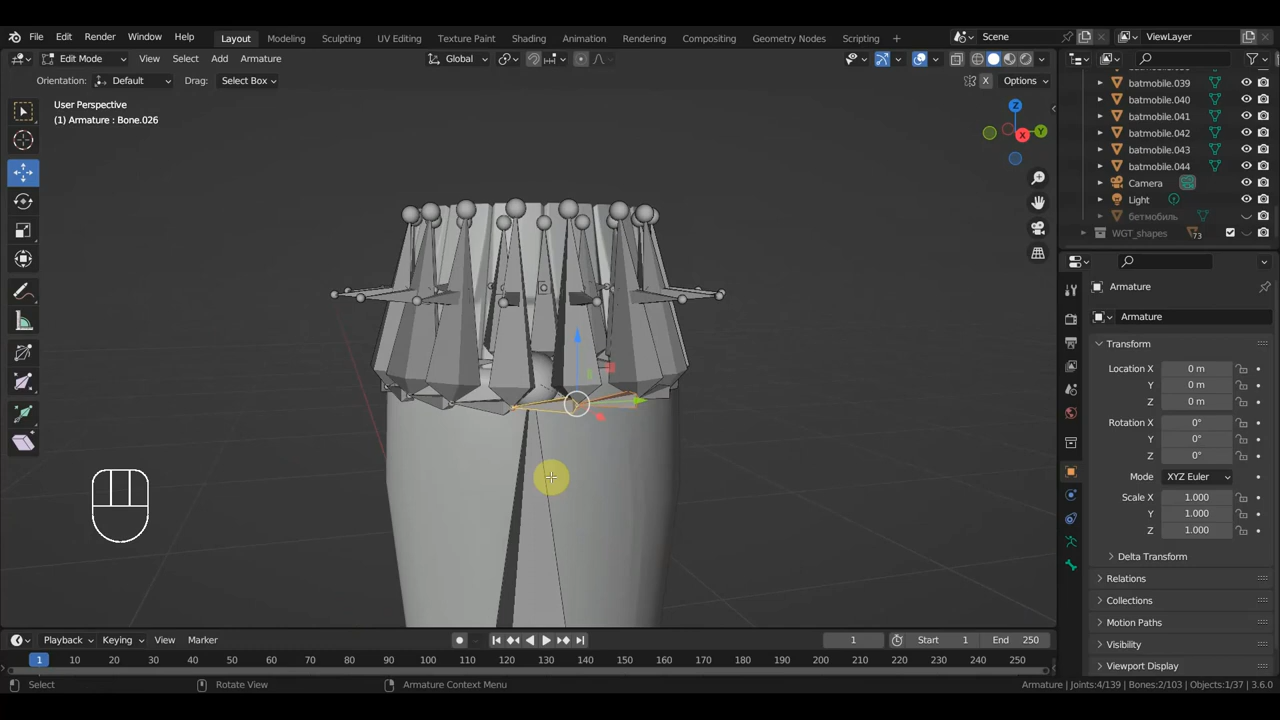 File Edit Render Window Help Layout Modeling Sculpting UV Editing Texture Paint Shading Animation Rendering Compositing Geometry Nodes Scripting Scene ViewLayer
Edit Mode View Select Add Armature Global
Orientation: Default Drag: Select Box X Options
User Perspective
(1) Armature : Bone.026
Z
Y
X
batmobile.039
batmobile.040
batmobile.041
batmobile.042
batmobile.043
batmobile.044
Camera
Light
бетмобиль
WGT_shapes 73
Armature
Armature
Transform
Location X 0 m
Y 0 m
Z 0 m
Rotation X 0°
Y 0°
Z 0°
Mode XYZ Euler
Scale X 1.000
Y 1.000
Z 1.000
Delta Transform
Relations
Collections
Motion Paths
Visibility
Viewport Display
Playback Keying View Marker 1 Start 1 End 250
1 10 20 30 40 50 60 70 80 90 100 110 120 130 140 150 160 170 180 190 200 210 220 230 240 250
Select Rotate View Armature Context Menu Armature | Joints:4/139 | Bones:2/103 | Objects:1/37 | 3.6.0